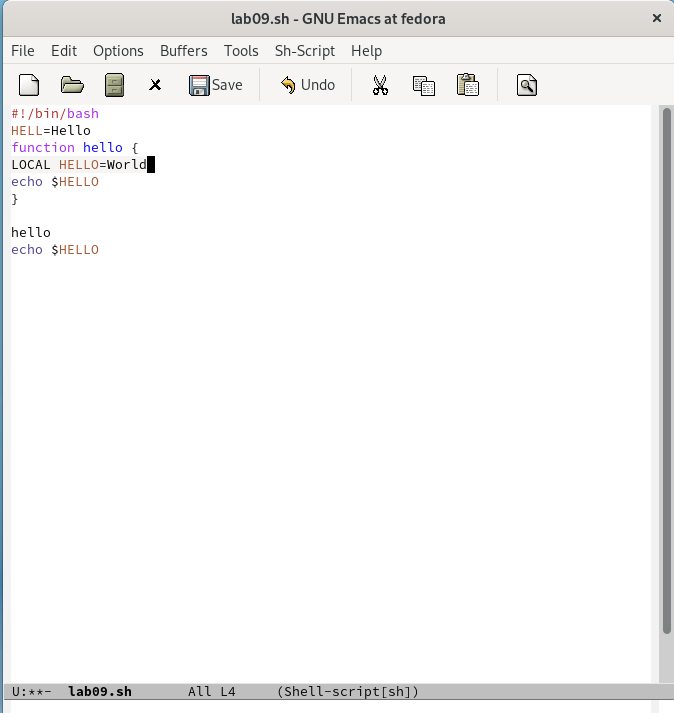 lab09.sh - GNU Emacs at fedora
File Edit Options Buffers Tools Sh-Script Help
Save Undo
#!/bin/bash
HELL=Hello
function hello {
LOCAL HELLO=World
echo $HELLO
}
hello
echo $HELLO
U:**- lab09.sh All L4 (Shell-script[sh])